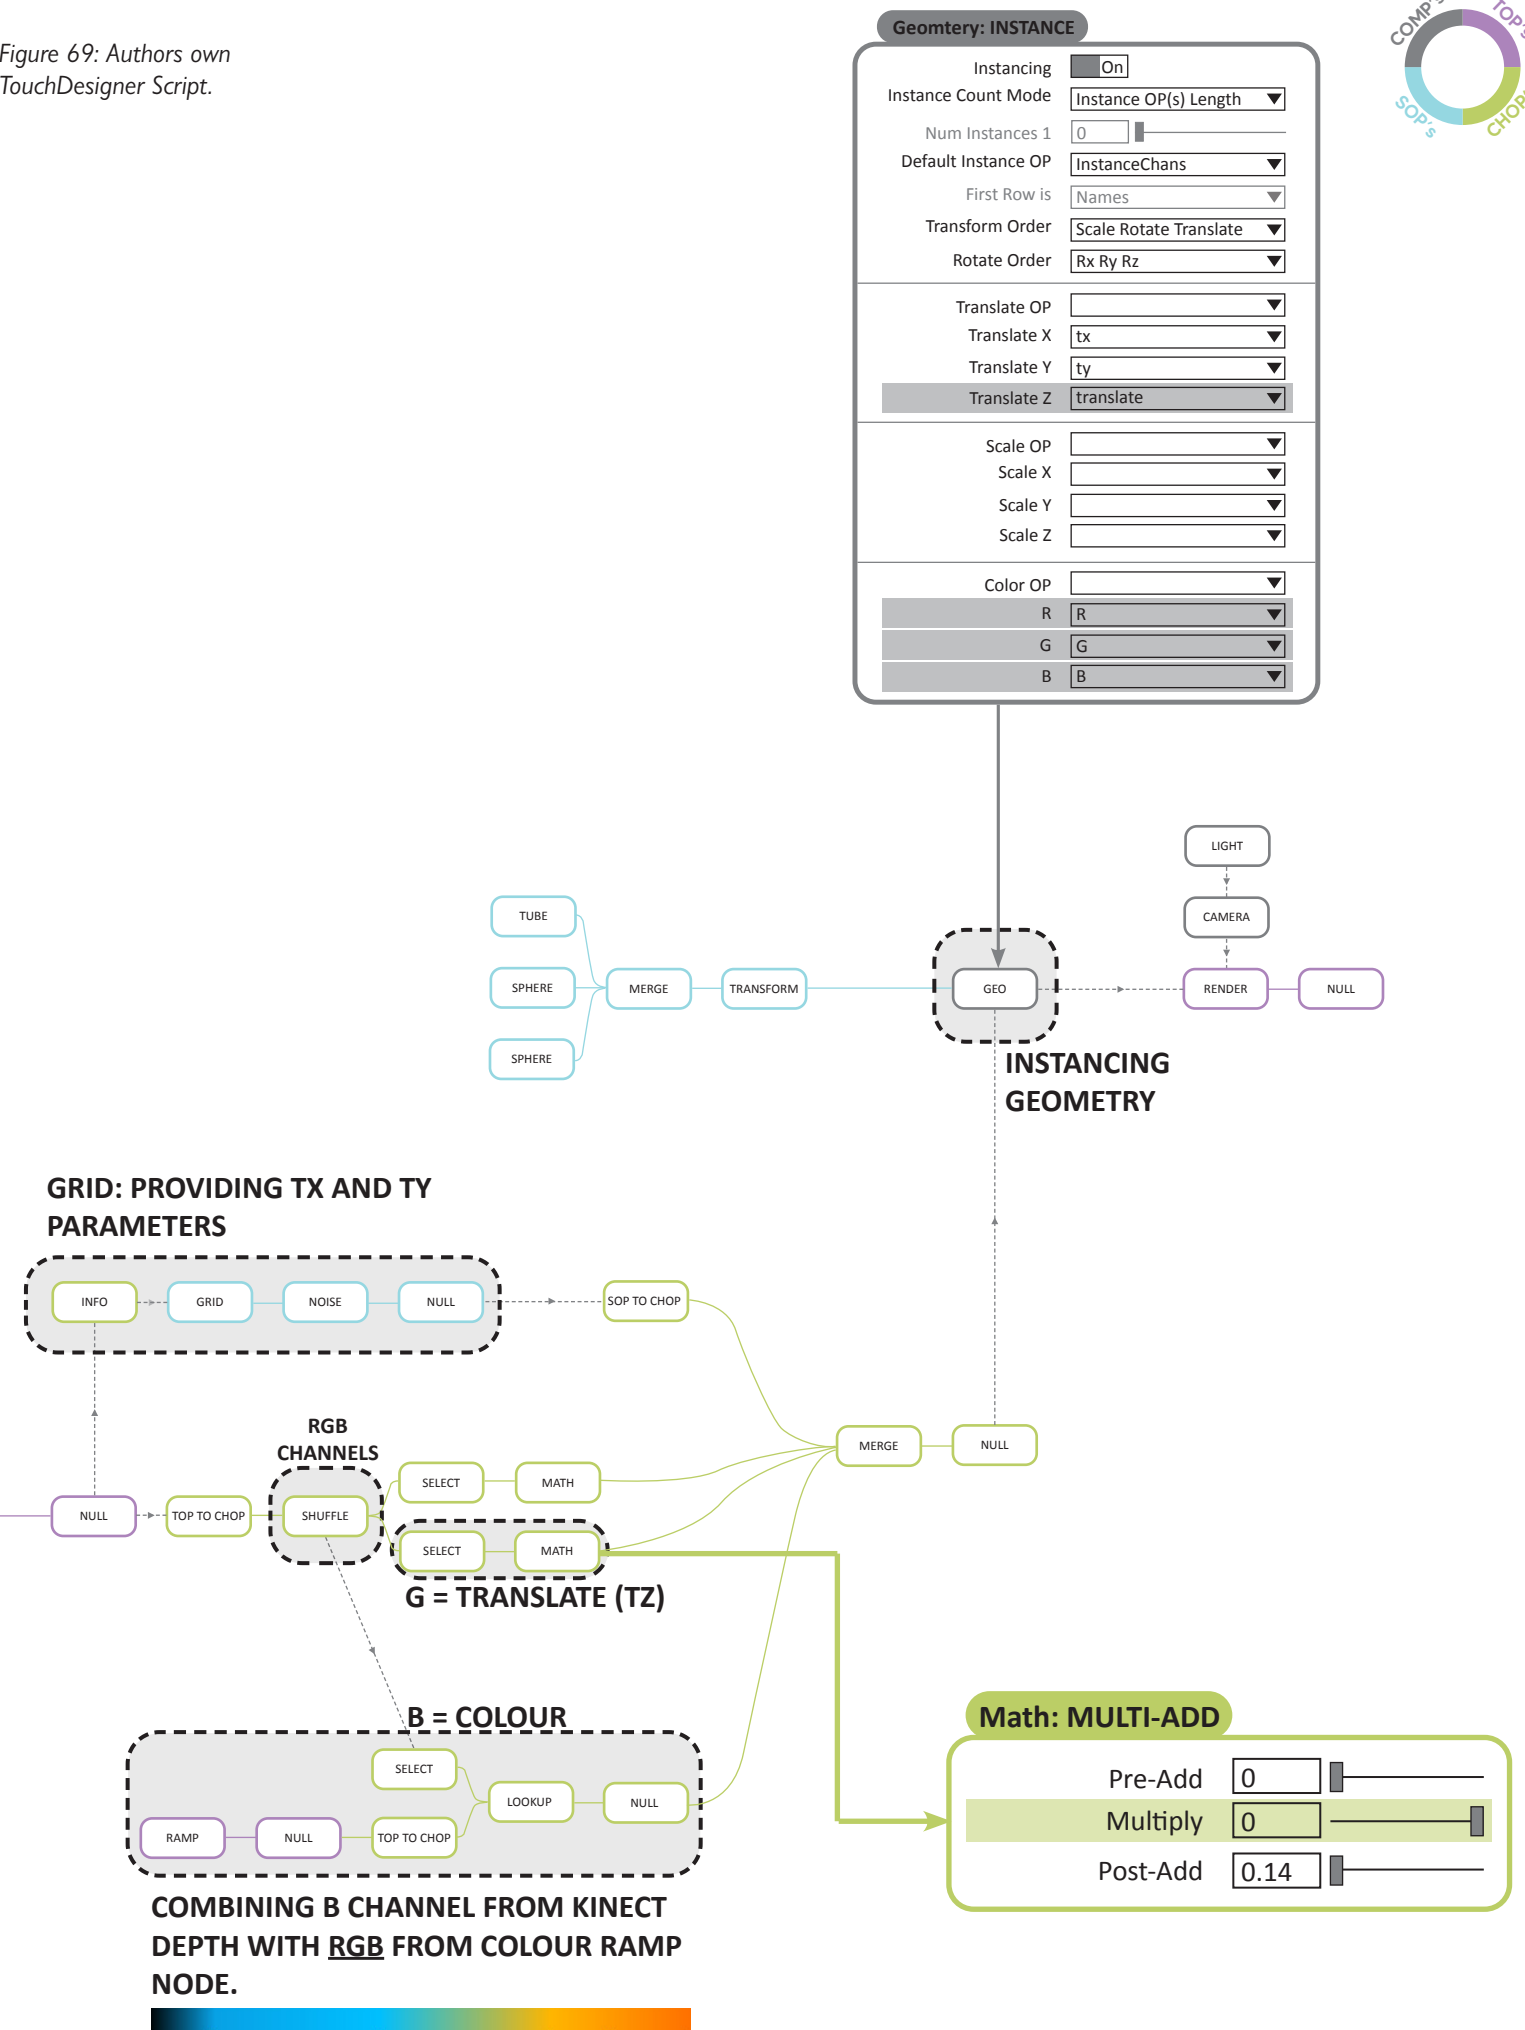 Figure 69: Authors own
TouchDesigner Script.
COMP's
TOP's
SOP's
Geomtery: INSTANCE
Instancing On
Instance Count Mode Instance OP(s) Length
Num Instances 1 0
Default Instance OP InstanceChans
First Row is Names
Transform Order Scale Rotate Translate
Rotate Order Rx Ry Rz
Translate OP
Translate X tx
Translate Y ty
Translate Z translate
Scale OP
Scale X
Scale Y
Scale Z
Color OP
R R
G G
B B
LIGHT
CAMERA
TUBE
SPHERE
MERGE
TRANSFORM
GEO
RENDER
NULL
SPHERE
INSTANCING
GEOMETRY
GRID: PROVIDING TX AND TY
PARAMETERS
INFO
GRID
NOISE
NULL
SOP TO CHOP
RGB
CHANNELS
MERGE
NULL
SELECT
MATH
NULL
TOP TO CHOP
SHUFFLE
SELECT
MATH
G = TRANSLATE (TZ)
B = COLOUR
SELECT
LOOKUP
NULL
RAMP
NULL
TOP TO CHOP
COMBINING B CHANNEL FROM KINECT
DEPTH WITH RGB FROM COLOUR RAMP
NODE.
Math: MULTI-ADD
Pre-Add 0
Multiply 0
Post-Add 0.14